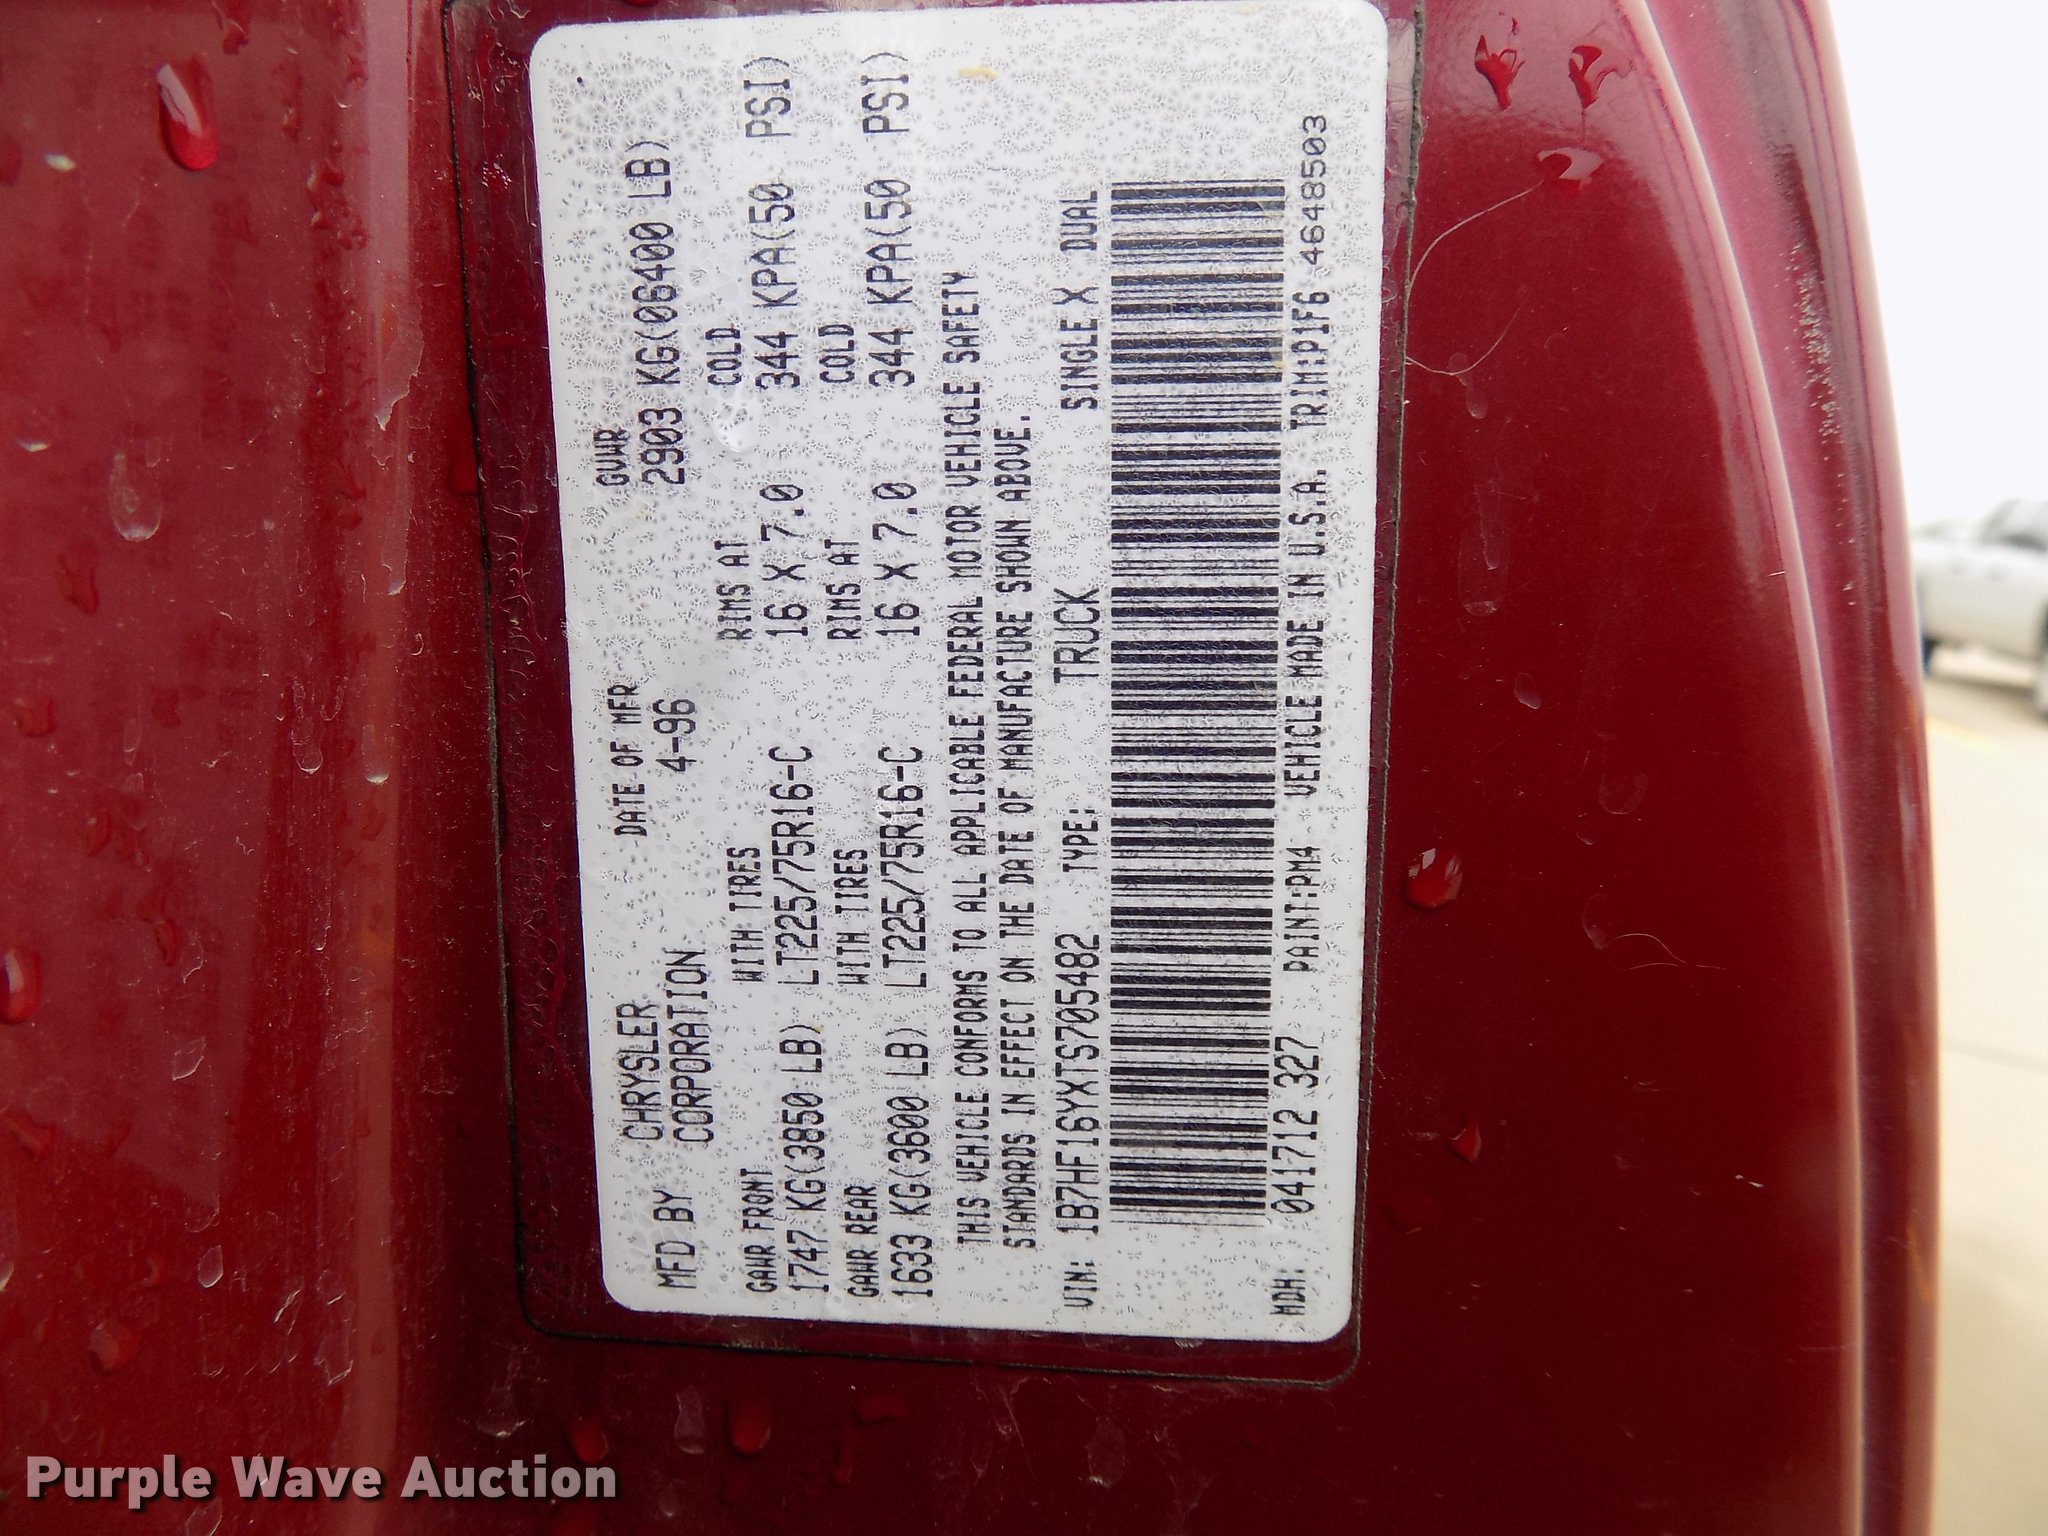 MFD BY CHRYSLER CORPORATION DATE OF MFR 4-96 GVWR 2903 KG(06400 LB)
GAWR FRONT WITH TIRES RIMS AT COLD
1747 KG(3850 LB) LT225/75R16-C 16 X 7.0 344 KPA(50 PSI)
GAWR REAR WITH TIRES RIMS AT COLD
1633 KG(3600 LB) LT225/75R16-C 16 X 7.0 344 KPA(50 PSI)
THIS VEHICLE CONFORMS TO ALL APPLICABLE FEDERAL MOTOR VEHICLE SAFETY
STANDARDS IN EFFECT ON THE DATE OF MANUFACTURE SHOWN ABOVE.
VIN: 1B7HF16YXTS705482 TYPE: TRUCK SINGLE X DUAL
MDH: 041712 327 PAINT:PM4 VEHICLE MADE IN U.S.A. TRIM:P1F6 4648503
Purple Wave Auction